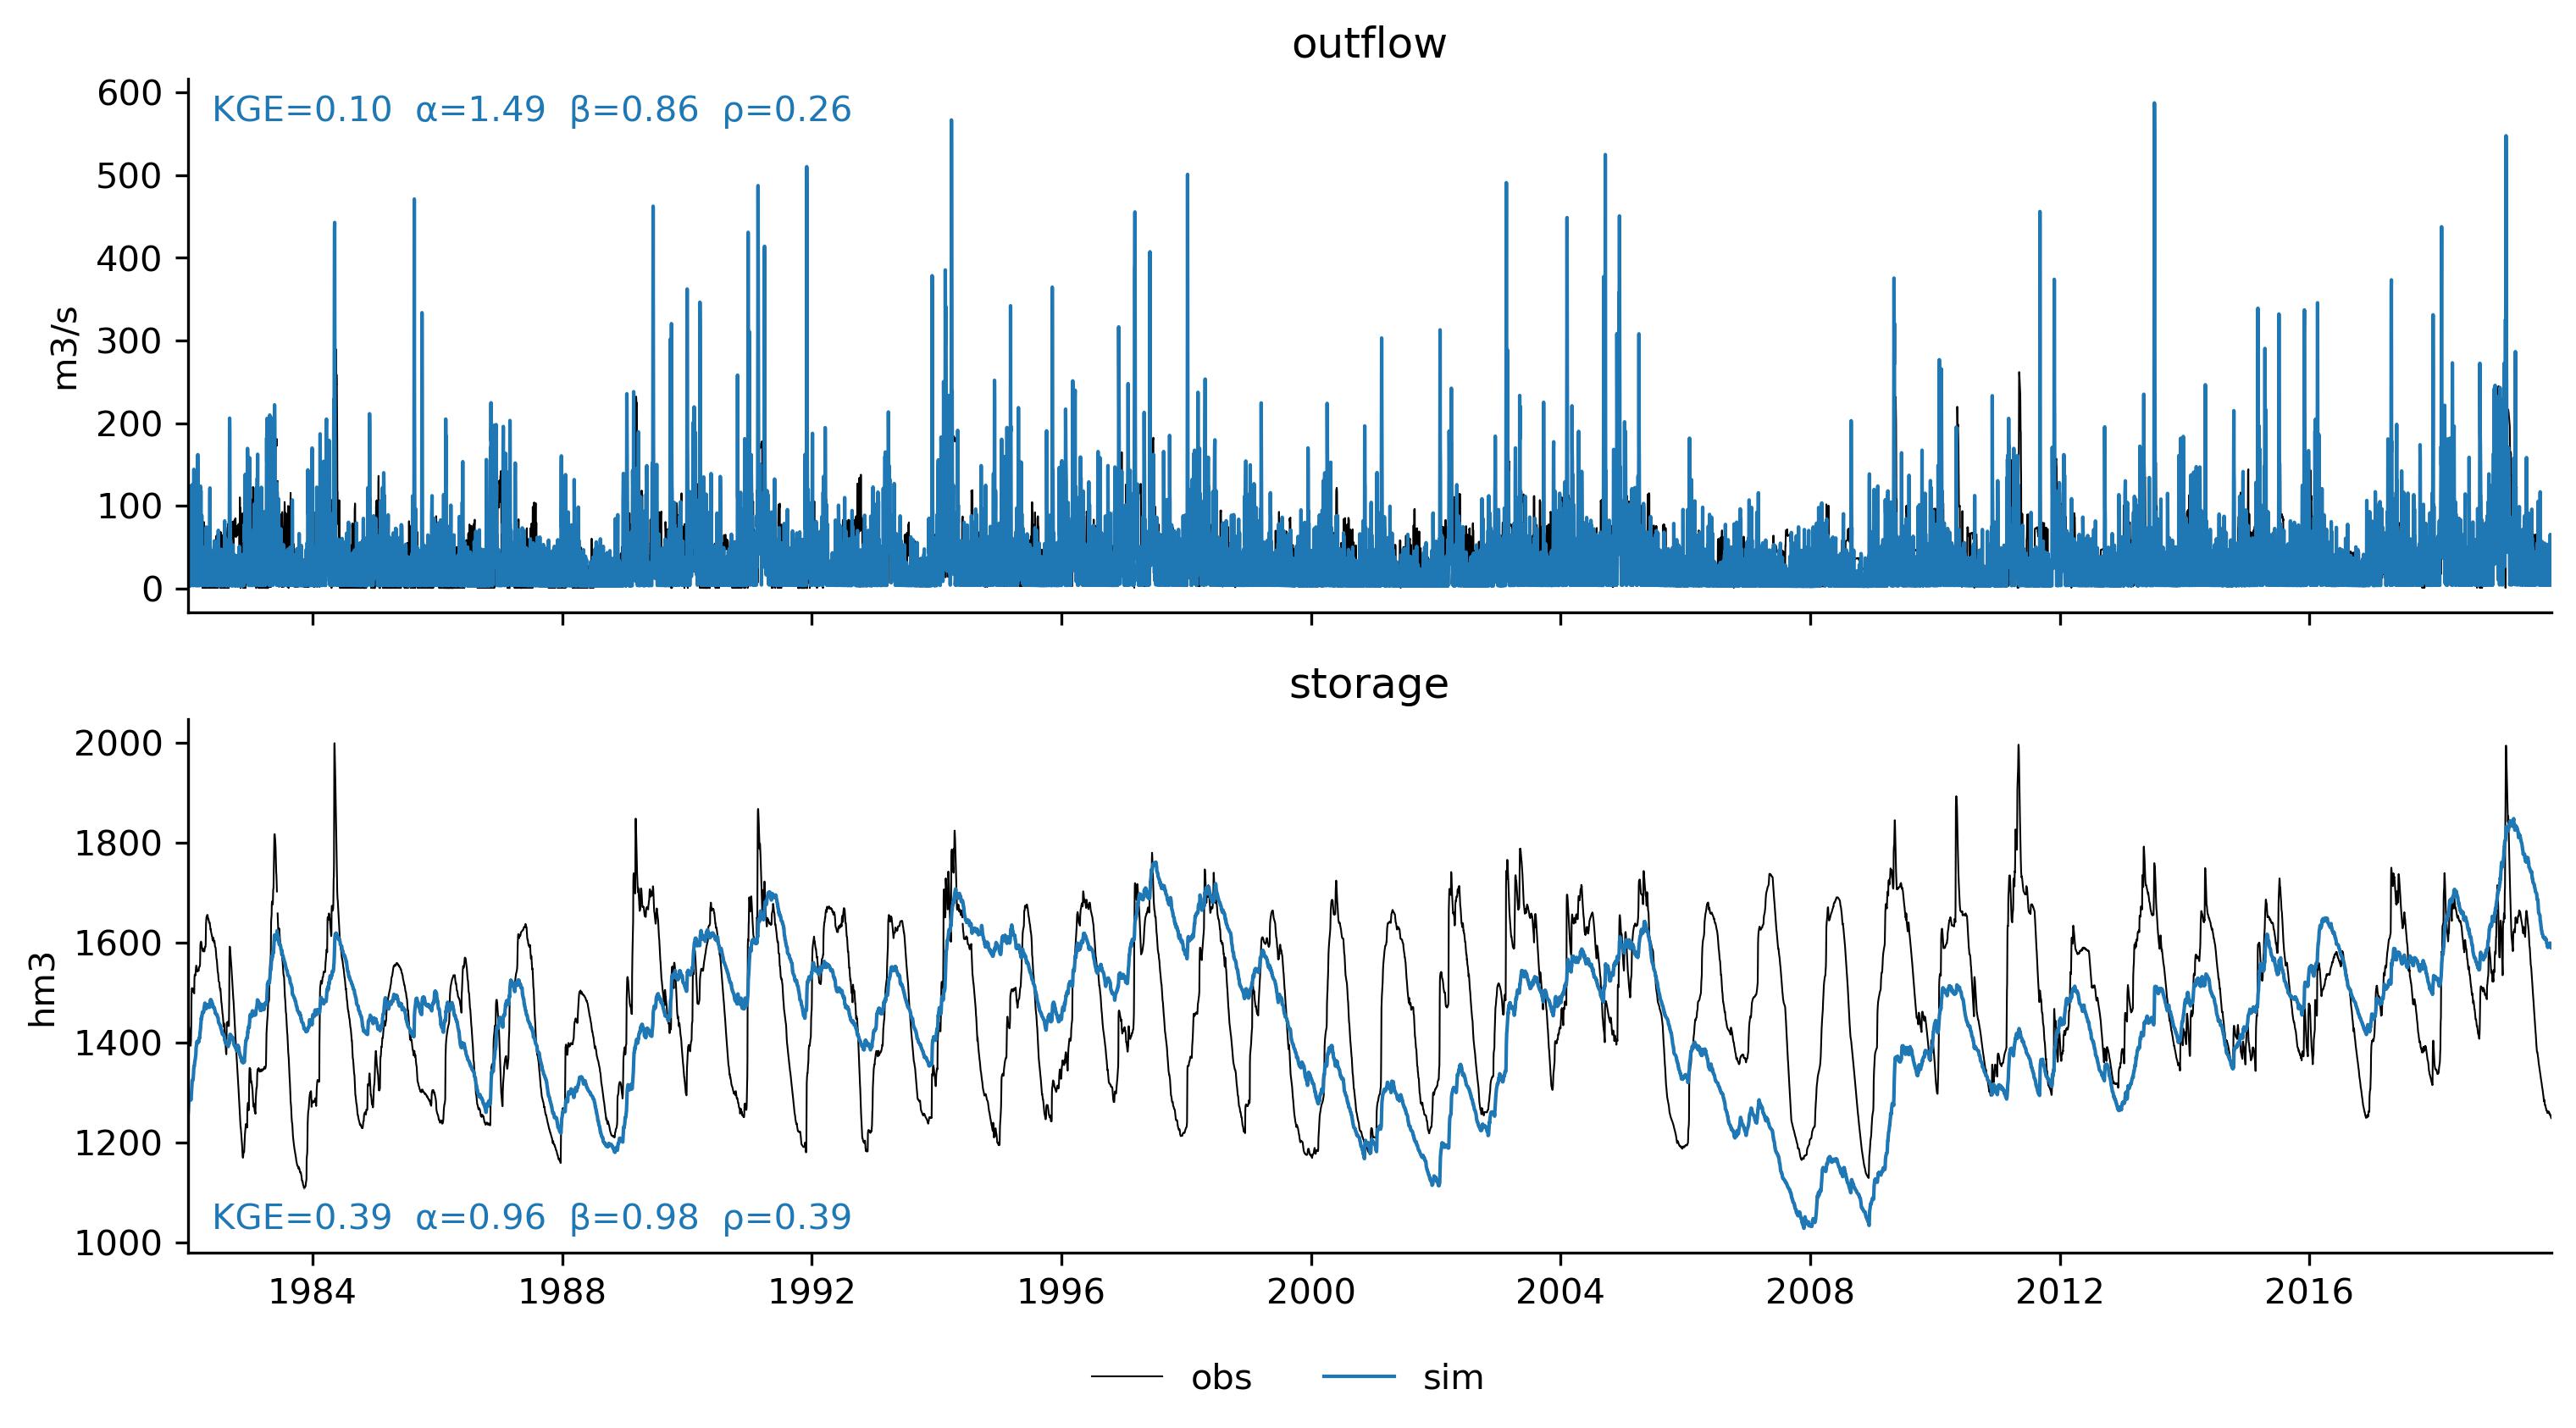 outflow
600
KGE=0.10 α=1.49 β=0.86 ρ=0.26
500
400
m3/s
300
200
100
0
storage
2000
1800
1600
hm3
1400
1200
KGE=0.39 α=0.96 β=0.98 ρ=0.39
1000
1984 1988 1992 1996 2000 2004 2008 2012 2016
obs sim